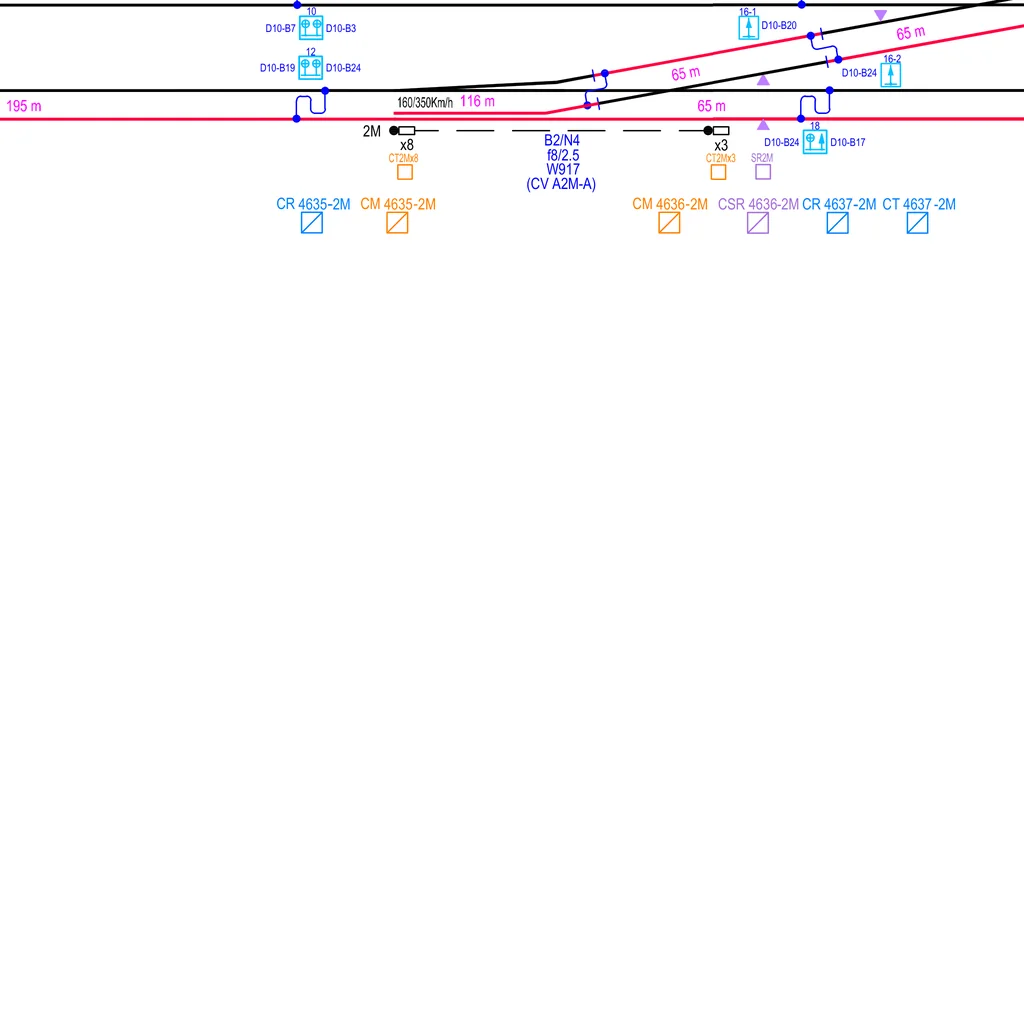 10
D10-B7 D10-B3
12
D10-B19 D10-B24
16-1
D10-B20
65 m
16-2
D10-B24
65 m
195 m
160/350Km/h 116 m
65 m
18
D10-B24 D10-B17
2M
x8
CT2Mx8
B2/N4
f8/2.5
W917
(CV A2M-A)
x3
CT2Mx3
SR2M
CR 4635-2M CM 4635-2M CM 4636-2M CSR 4636-2M CR 4637-2M CT 4637-2M